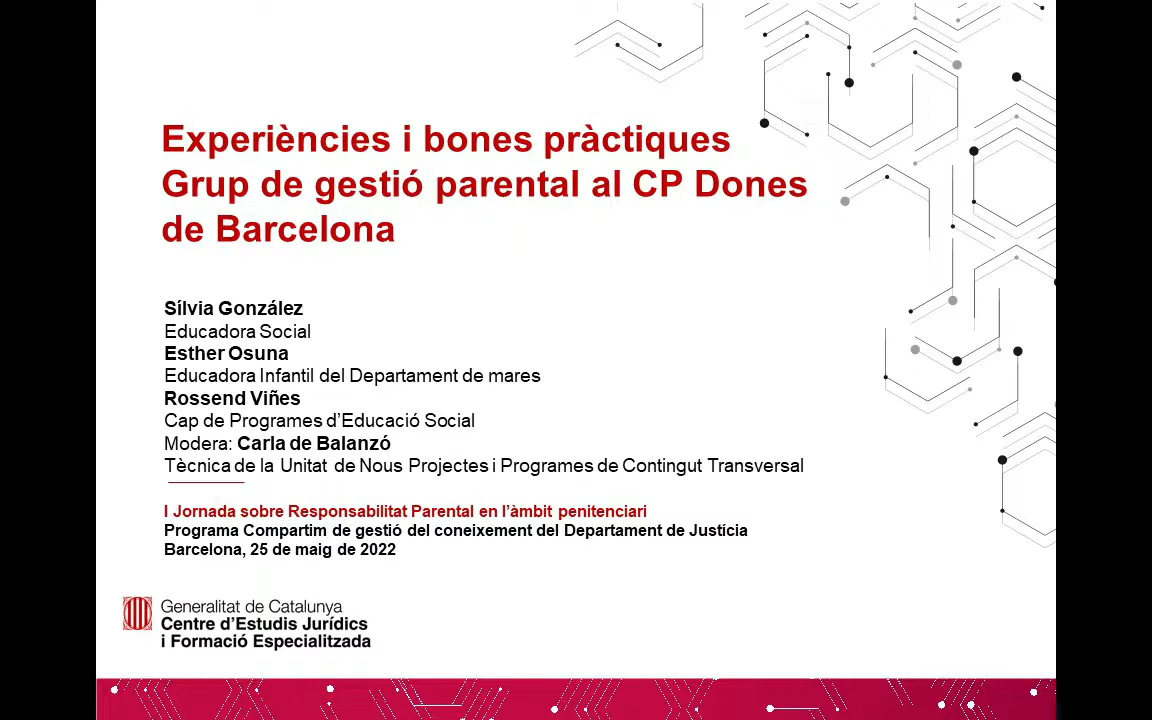 Experiències i bones pràctiques
Grup de gestió parental al CP Dones
de Barcelona
Sílvia González
Educadora Social
Esther Osuna
Educadora Infantil del Departament de mares
Rossend Viñes
Cap de Programes d'Educació Social
Modera: Carla de Balanzó
Tècnica de la Unitat de Nous Projectes i Programes de Contingut Transversal
I Jornada sobre Responsabilitat Parental en l'àmbit penitenciari
Programa Compartim de gestió del coneixement del Departament de Justícia
Barcelona, 25 de maig de 2022
Generalitat de Catalunya
Centre d'Estudis Jurídics
i Formació Especialitzada